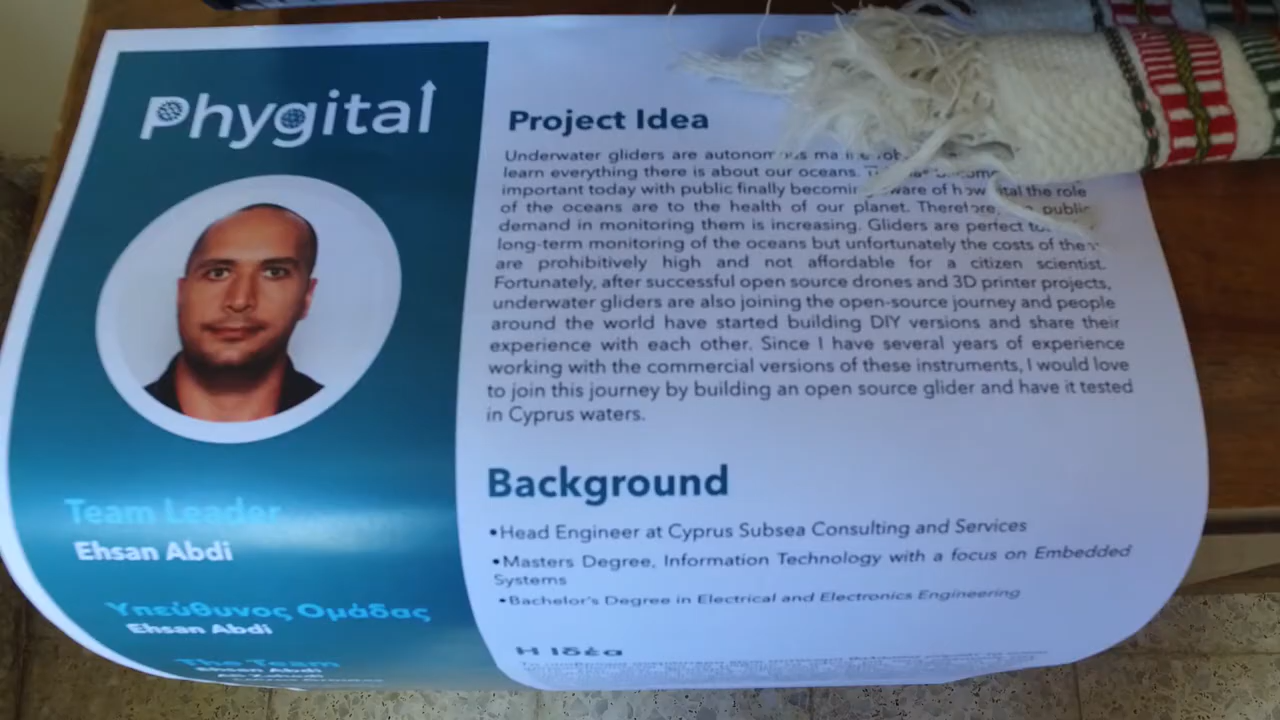 Phygital
Team Leader
Ehsan Abdi
Υπεύθυνος Ομάδας
Ehsan Abdi
The Team
Ehsan Abdi
Project Idea
Underwater gliders are
learn everything there is about our oceans.
important today with public finally of how the role
of the oceans are to the health of our planet. public
demand in monitoring them is increasing. Gliders are perfect
long-term monitoring of the oceans but unfortunately the costs of
are prohibitively high and not affordable for a citizen scientist.
Fortunately, after successful open source drones and 3D printer projects,
underwater gliders are also joining the open-source journey and people
around the world have started building DIY versions and share their
experience with each other. Since I have several years of experience
working with the commercial versions of these instruments, I would love
to join this journey by building an open source glider and have it tested
in Cyprus waters.
Background
•Head Engineer at Cyprus Subsea Consulting and Services
•Masters Degree, Information Technology with a focus on Embedded
Systems
•Bachelor's Degree in Electrical and Electronics Engineering
Η Ιδέα